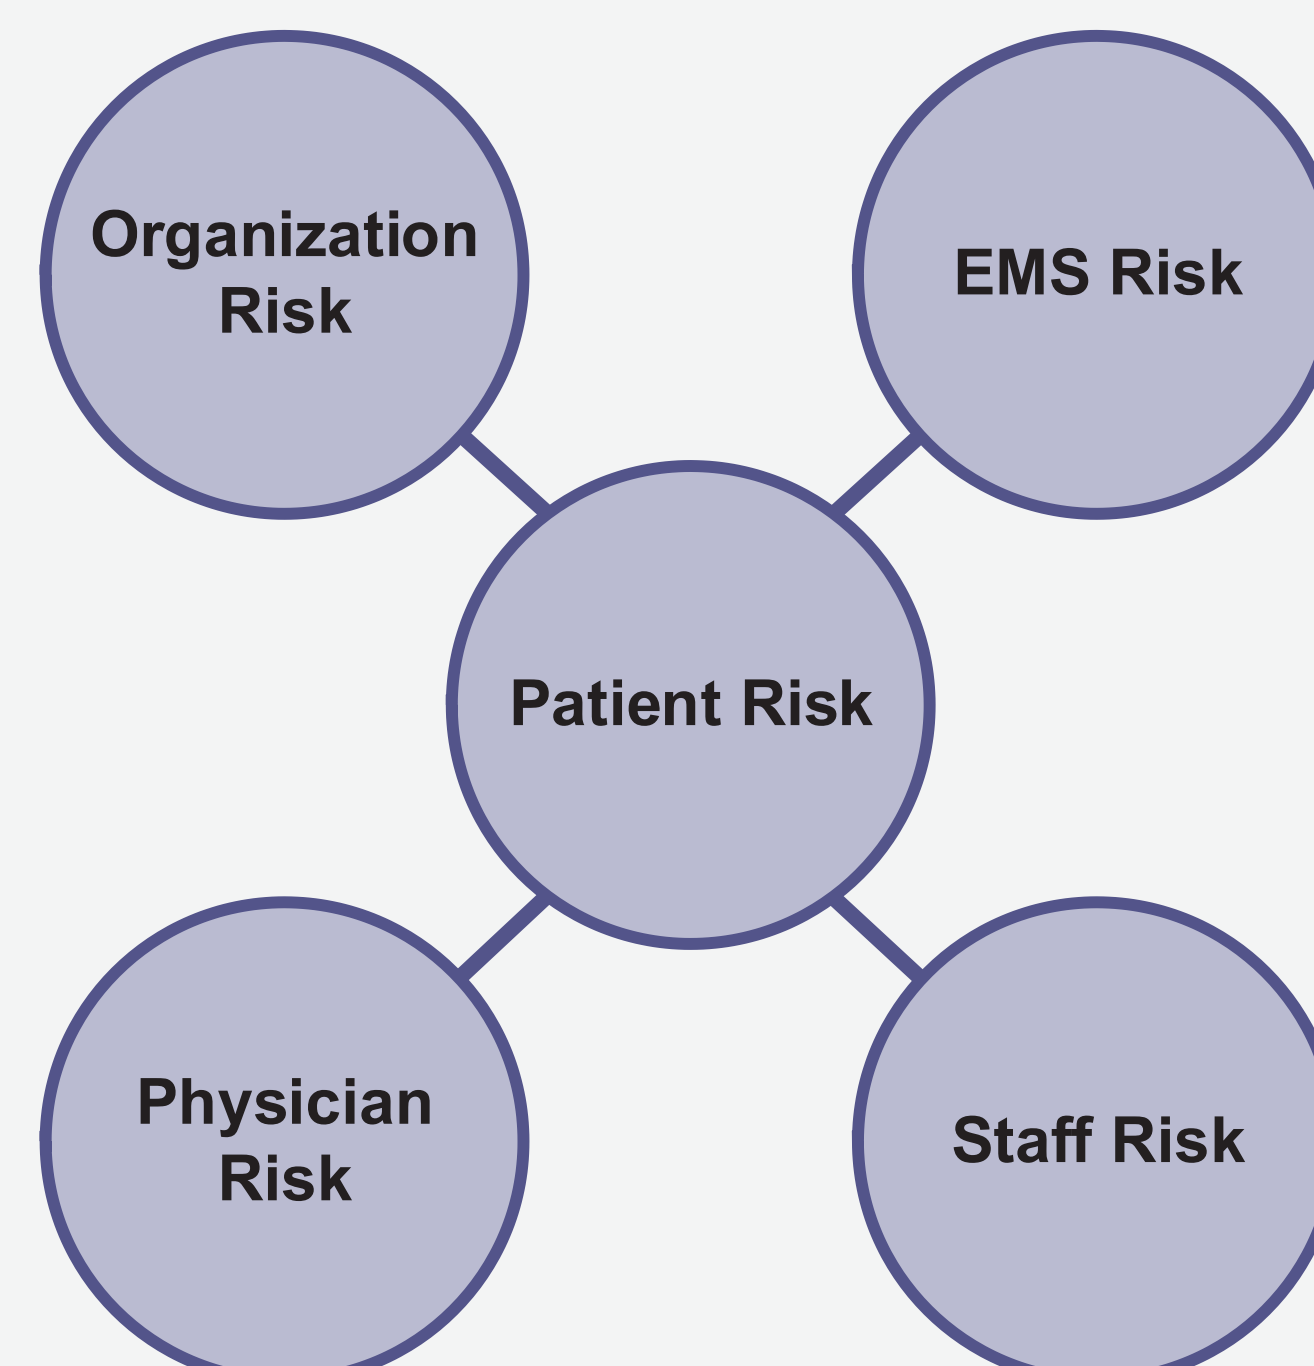 Organization
Risk
EMS Risk
Patient Risk
Physician
Risk
Staff Risk